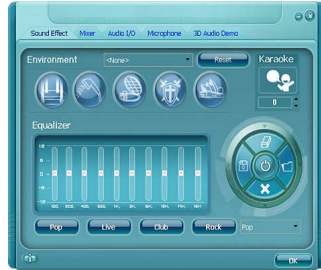 Sound Effect Mixer Audio I/O Microphone 3D Audio Demo
Environment <None> Reset Karaoke
0
Equalizer
Pop Live Club Rock Pop
OK